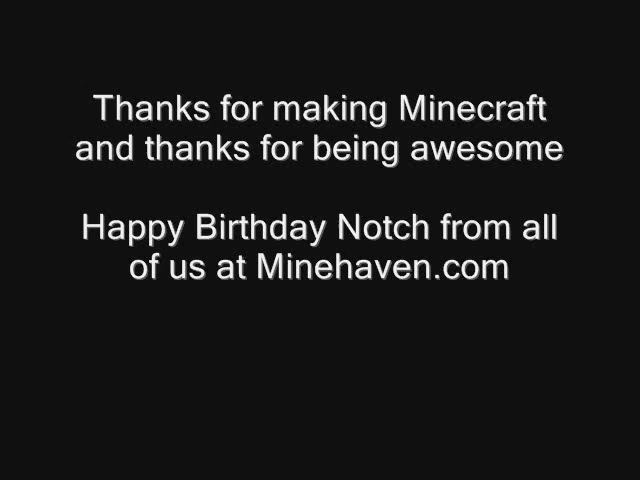 Thanks for making Minecraft
and thanks for being awesome
Happy Birthday Notch from all
of us at Minehaven.com